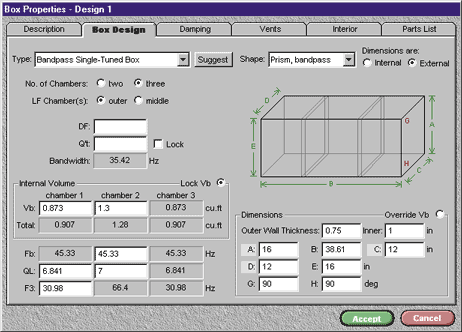 Box Properties - Design 1
Description Box Design Damping Vents Interior Parts List
Type: Bandpass Single-Tuned Box Suggest Shape: Prism, bandpass Dimensions are:
Internal External
No. of Chambers: two three
LF Chamber(s): outer middle
DF:
Q't: Lock
Bandwidth: 35.42 Hz
D
G
A
E
H
C
B
Internal Volume Lock Vb
chamber 1 chamber 2 chamber 3
Vb: 0.873 1.3 0.873 cu.ft
Total: 0.907 1.28 0.907 cu.ft
Fb: 45.33 45.33 45.33 Hz
QL: 6.841 7 6.841
F3: 30.98 66.4 30.98 Hz
Dimensions Override Vb
Outer Wall Thickness: 0.75 Inner: 1 in
A: 16 B: 38.61 C: 12 in
D: 12 E: 16 in
G: 90 H: 90 deg
Accept Cancel